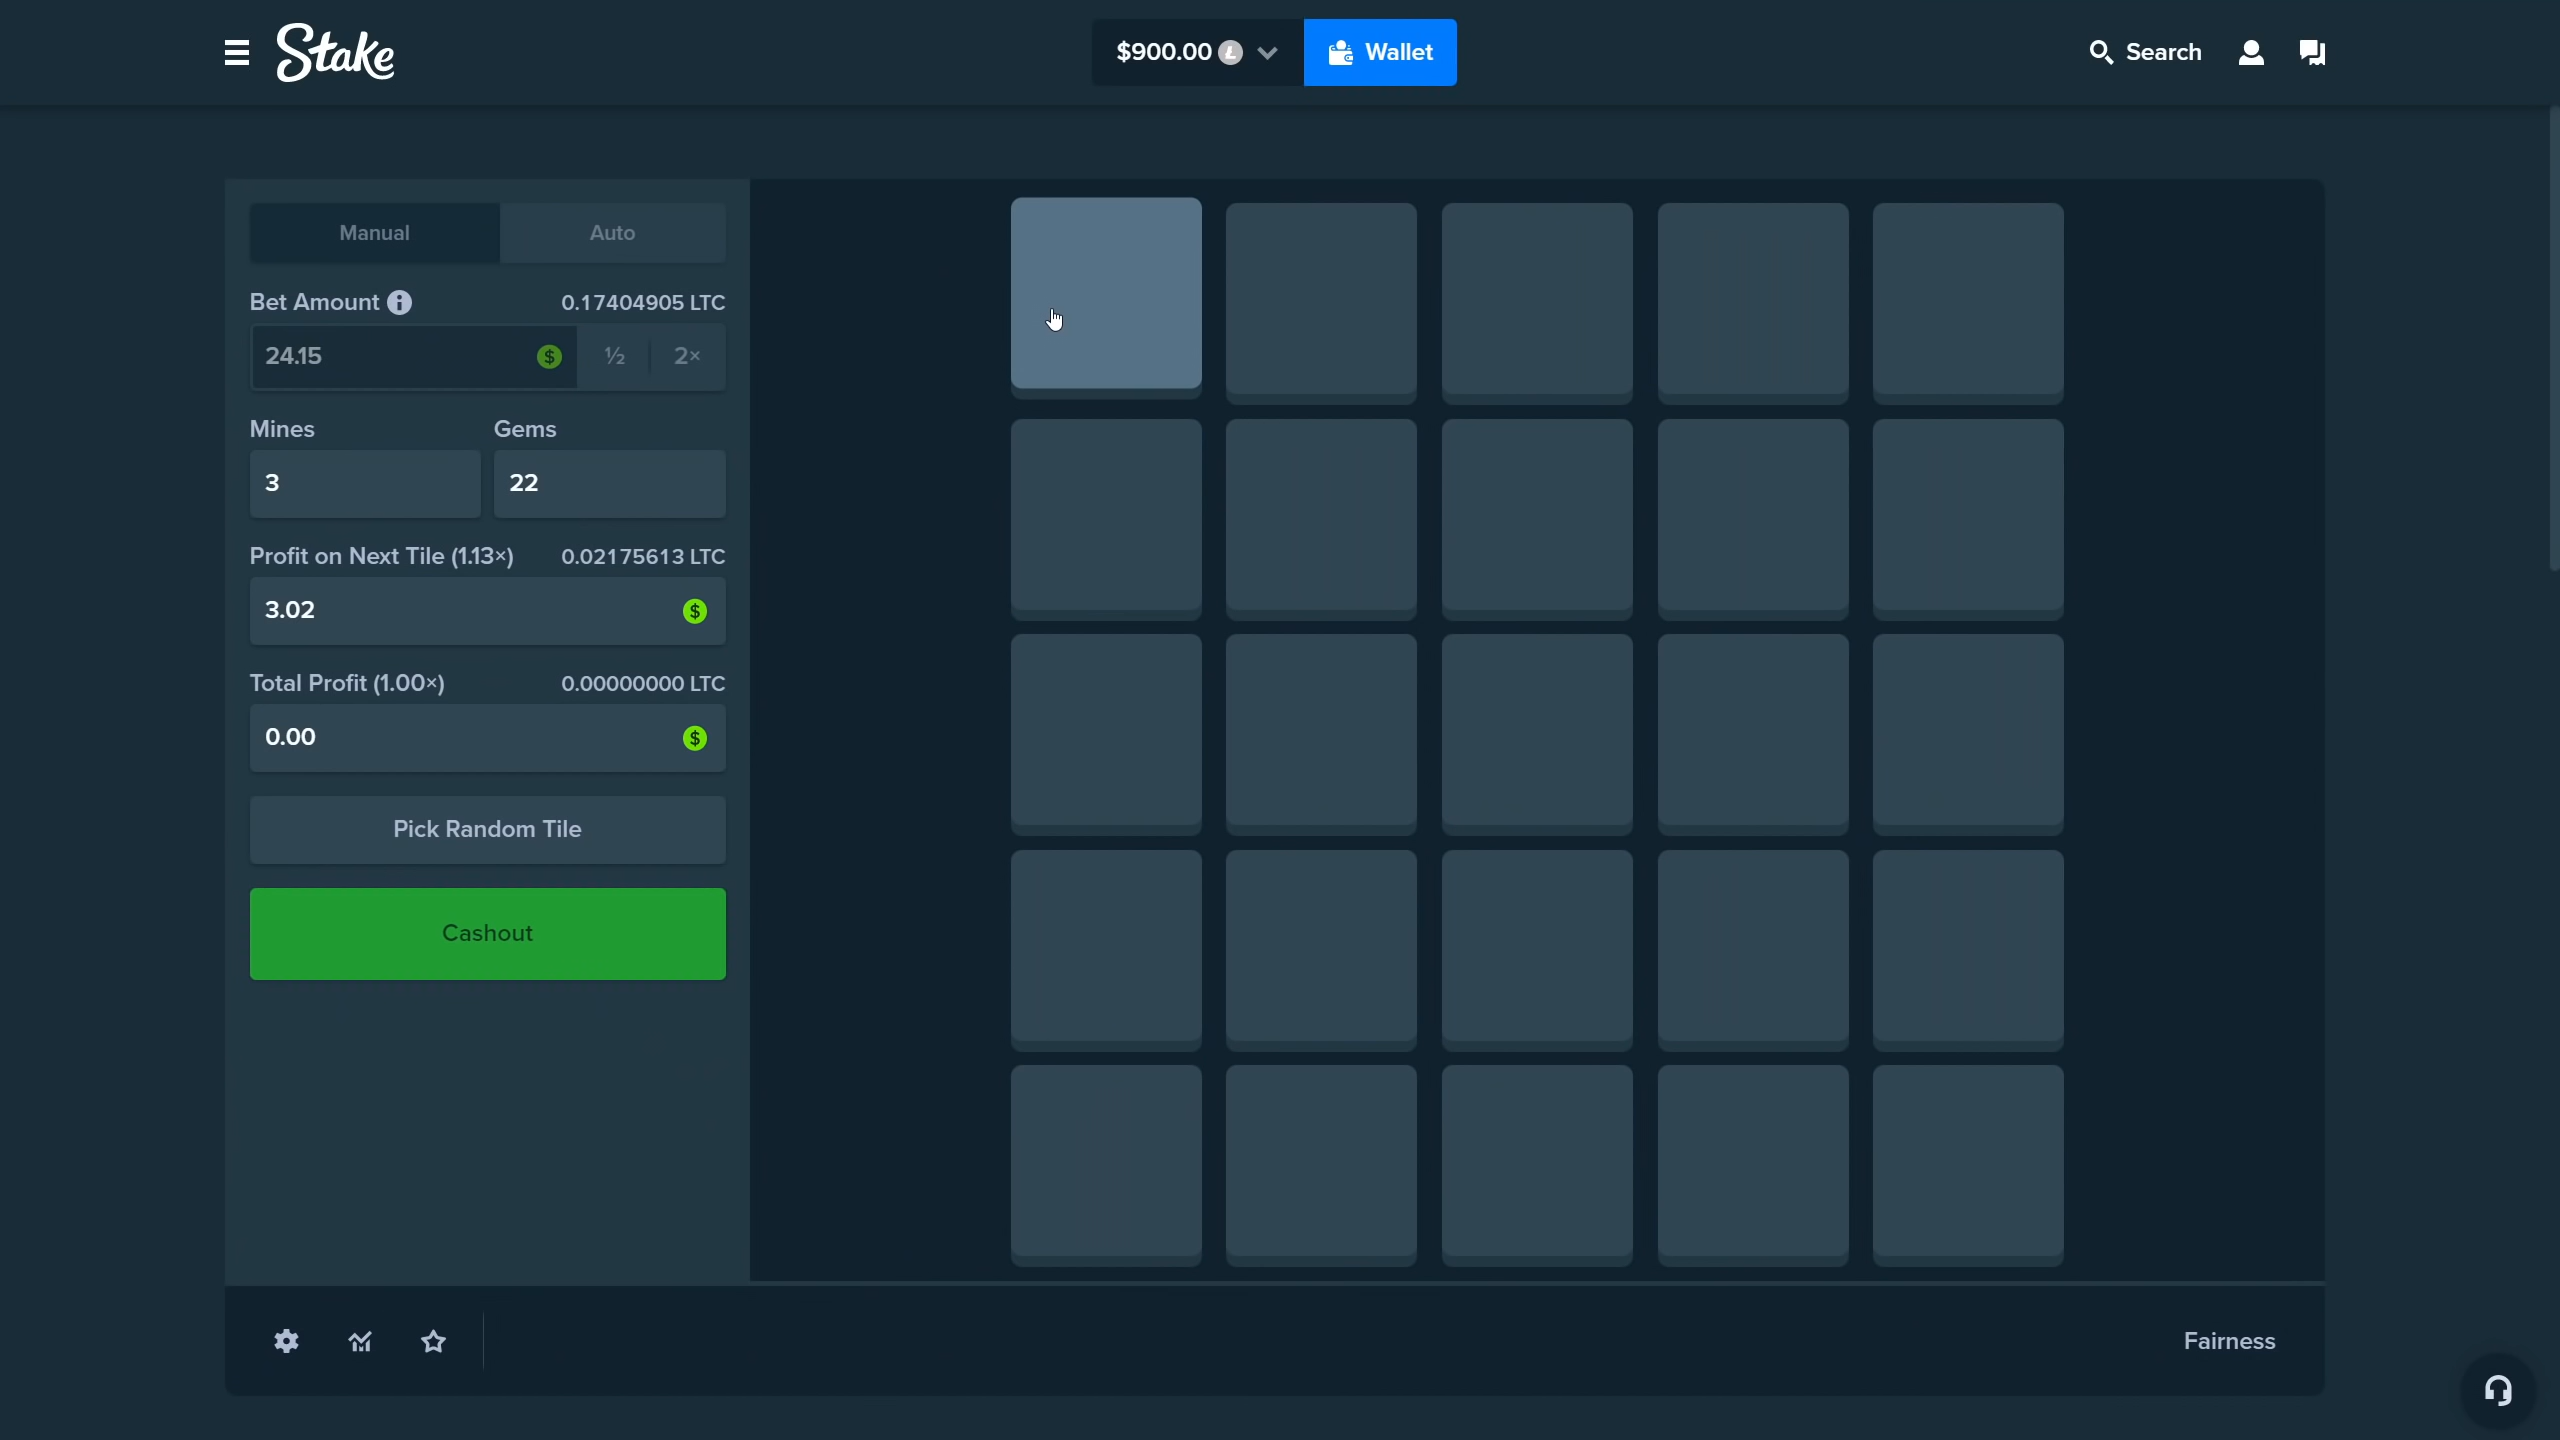 Stake
$900.00
Wallet
Search
Manual
Auto
Bet Amount
0.17404905 LTC
24.15
½
2×
Mines
Gems
3
22
Profit on Next Tile (1.13×)
0.02175613 LTC
3.02
Total Profit (1.00×)
0.00000000 LTC
0.00
Pick Random Tile
Cashout
Fairness